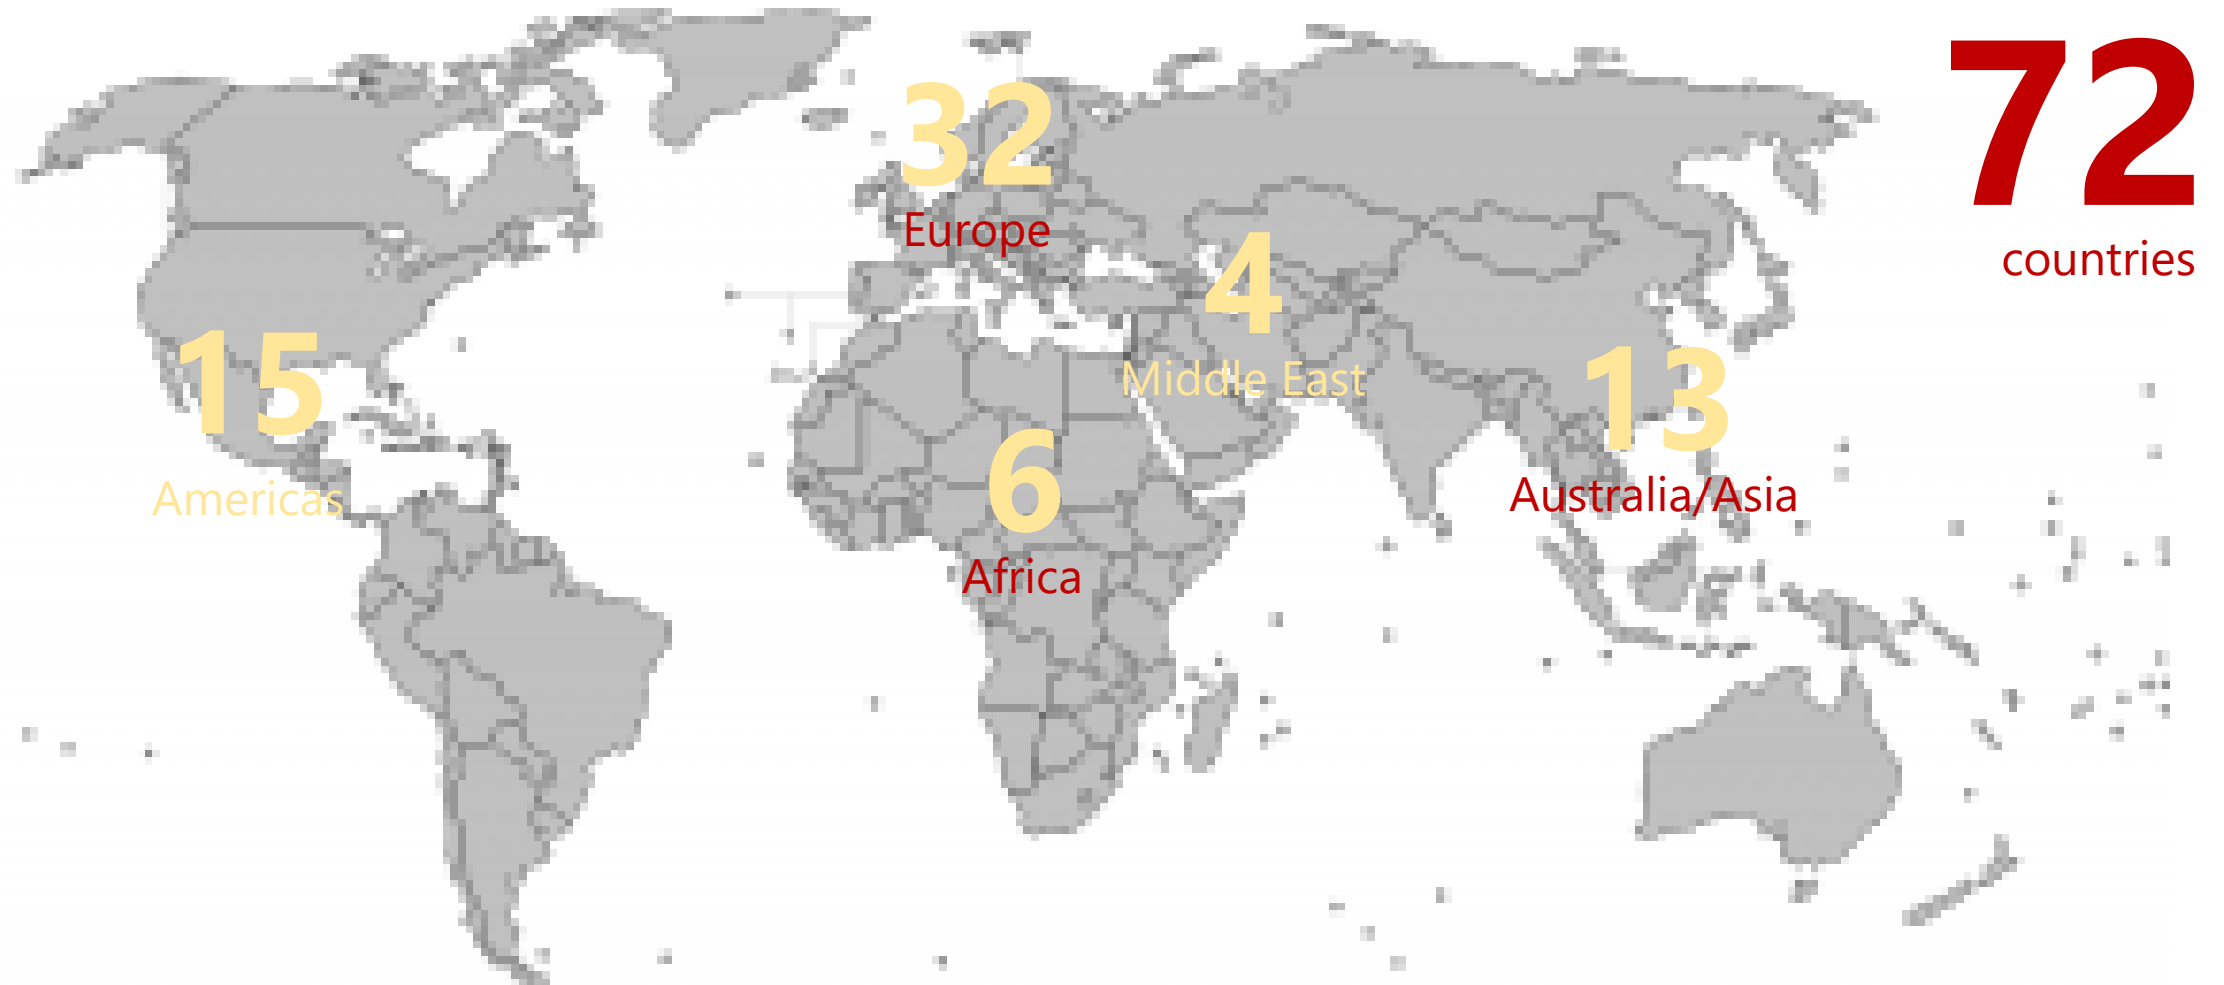 72
countries
32
Europe
4
Middle East
15
Americas
13
Australia/Asia
6
Africa